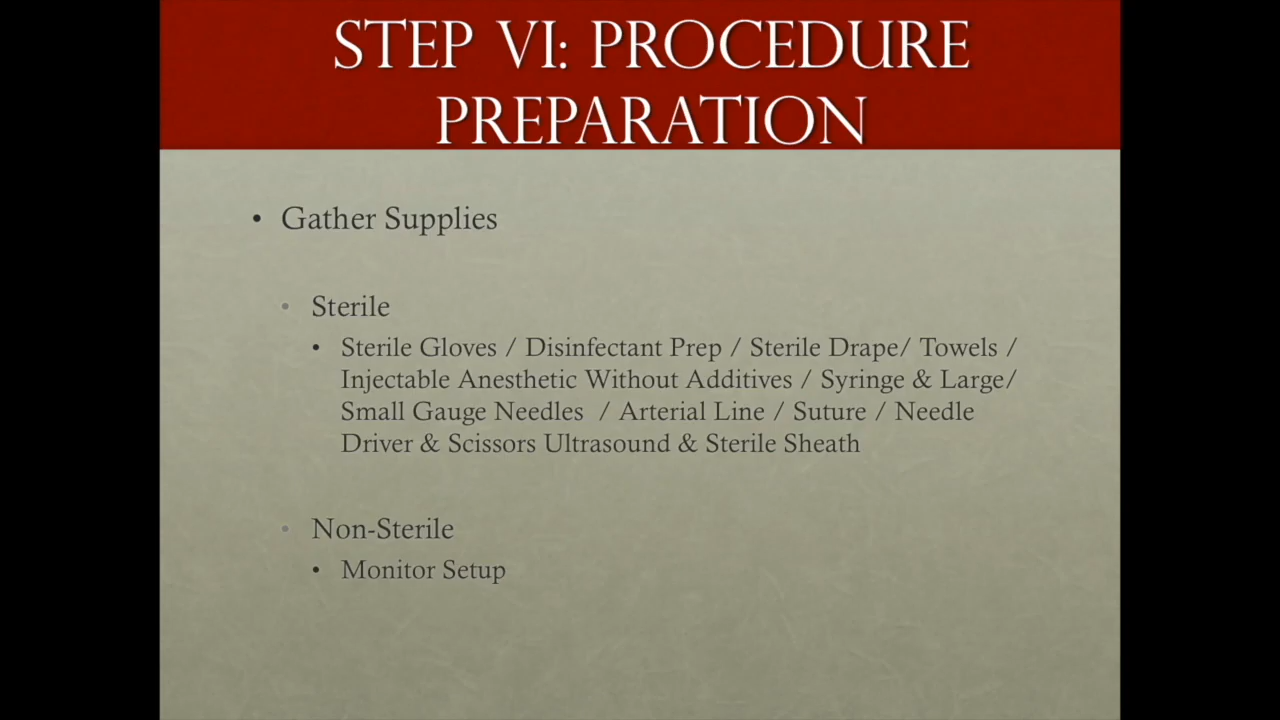 STEP VI: PROCEDURE
PREPARATION
• Gather Supplies
• Sterile
• Sterile Gloves / Disinfectant Prep / Sterile Drape/ Towels /
Injectable Anesthetic Without Additives / Syringe & Large/
Small Gauge Needles / Arterial Line / Suture / Needle
Driver & Scissors Ultrasound & Sterile Sheath
• Non-Sterile
• Monitor Setup